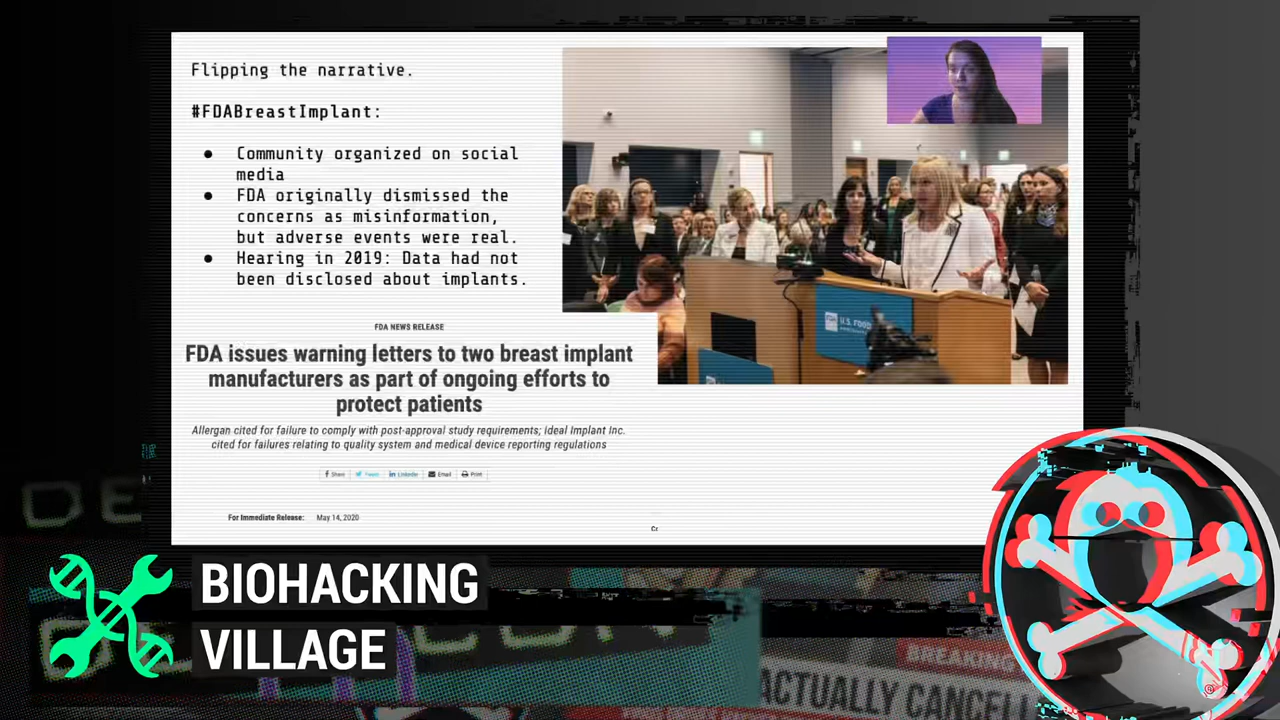 Flipping the narrative.
#FDABreastImplant:
● Community organized on social
media
● FDA originally dismissed the
concerns as misinformation,
but adverse events were real.
● Hearing in 2019: Data had not
been disclosed about implants.
FDA NEWS RELEASE
FDA issues warning letters to two breast implant
manufacturers as part of ongoing efforts to
protect patients
Allergan cited for failure to comply with post-approval study requirements; Ideal Implant Inc.
cited for failures relating to quality system and medical device reporting regulations
Share Tweet Linkedin Email Print
For Immediate Release: May 14, 2020
Cr
U.S. FOOD
BIOHACKING
VILLAGE
BREAKING
ACTUALLY CANCELL